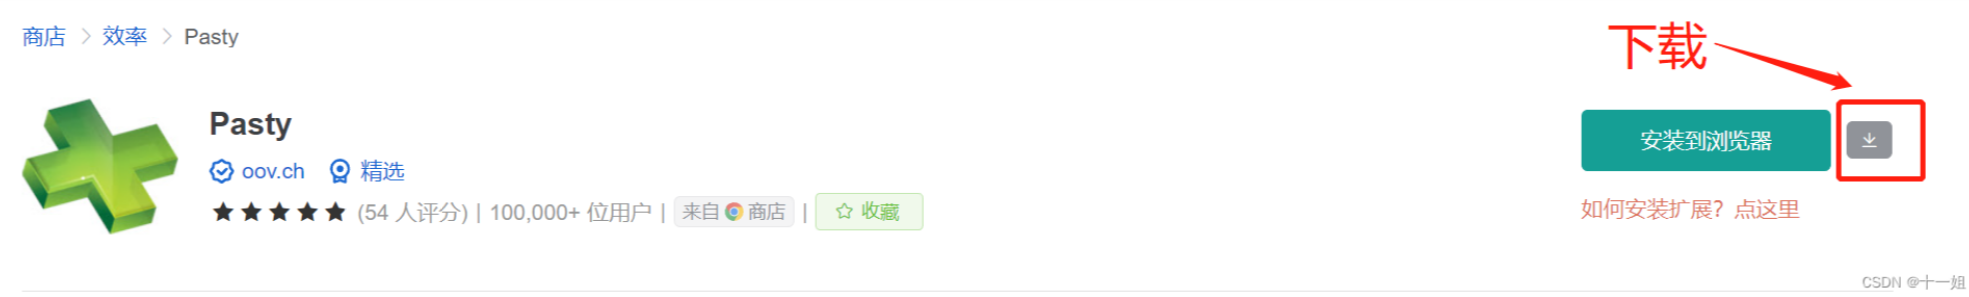 商店 > 效率 > Pasty
下载
Pasty
安装到浏览器
oov.ch 精选
★★★★★ (54 人评分) | 100,000+ 位用户 | 来自 商店 | ☆ 收藏
如何安装扩展? 点这里
CSDN @十一姐